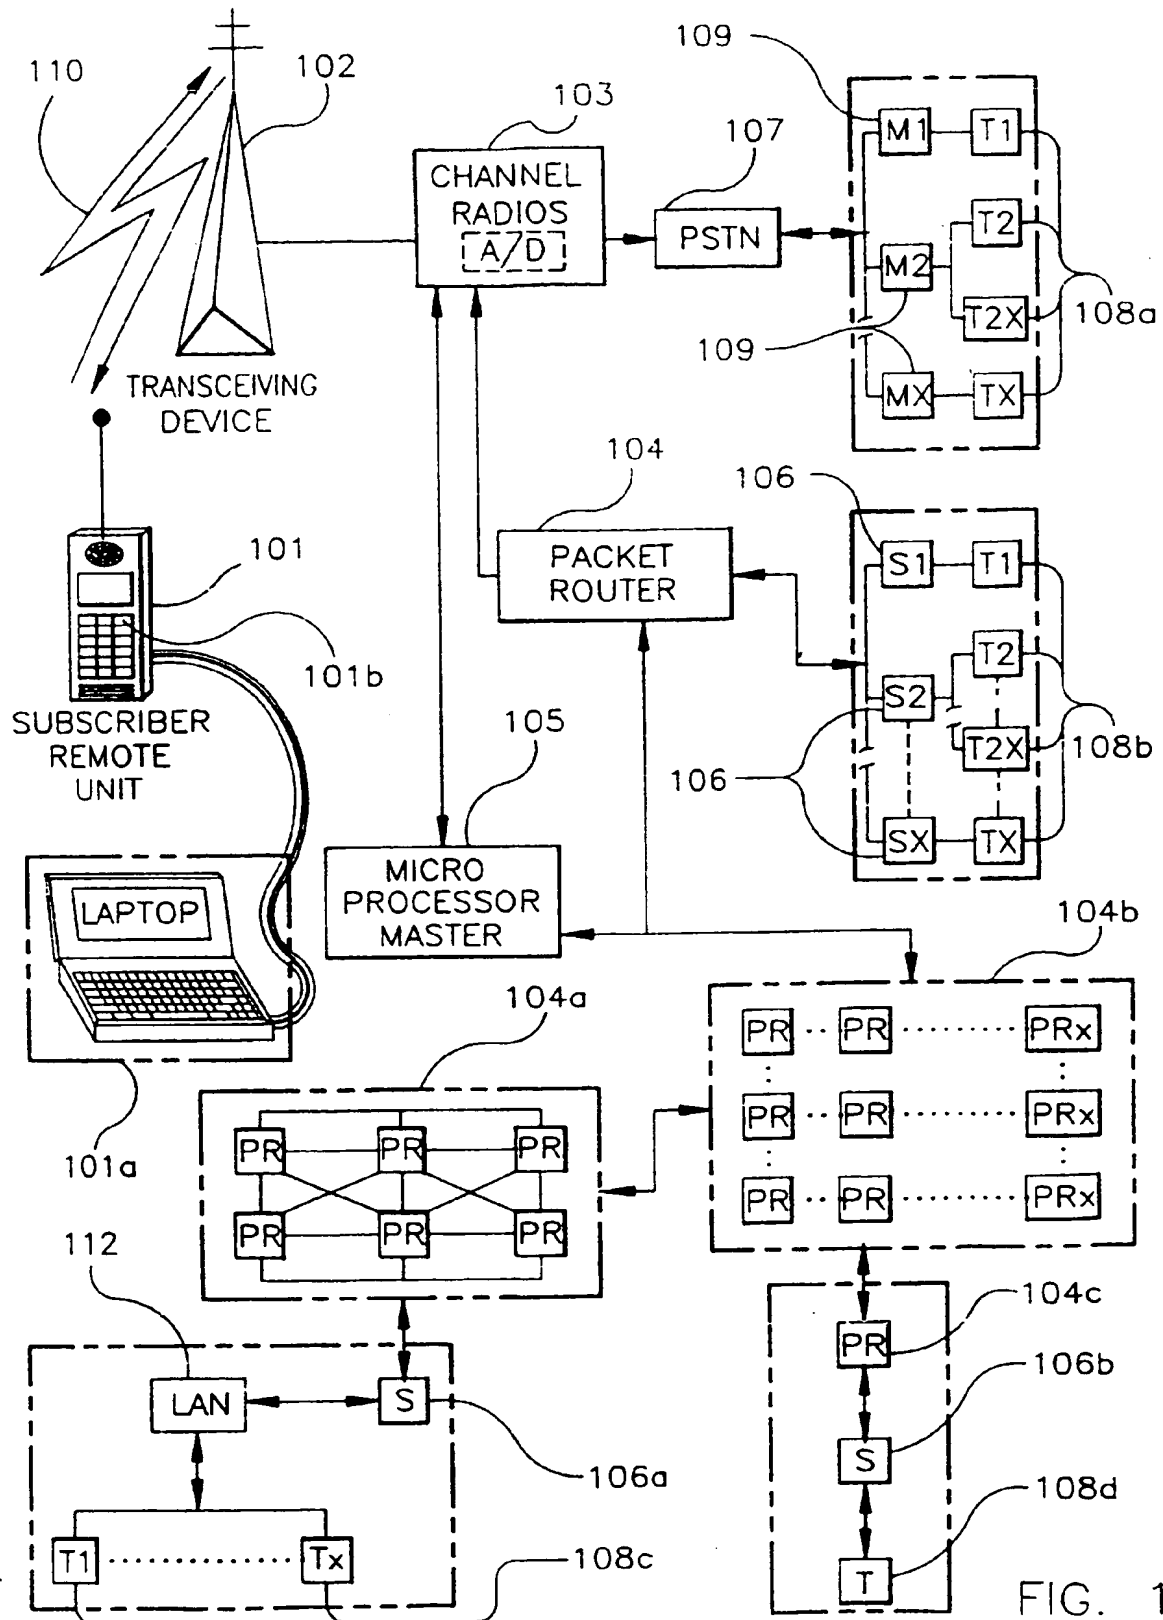 110
102
103
CHANNEL
RADIOS
A/D
107
PSTN
109
M1
T1
T2
M2
T2X
108a
109
MX
TX
TRANSCEIVING
DEVICE
104
PACKET
ROUTER
106
S1
T1
T2
S2
T2X
108b
106
SX
TX
101
101b
SUBSCRIBER
REMOTE
UNIT
105
MICRO
PROCESSOR
MASTER
LAPTOP
101a
104a
PR PR PR
PR PR PR
104b
PR PR PRx
PR PR PRx
PR PR PRx
112
LAN
S
106a
T1 Tx
108c
104c
PR
106b
S
108d
T
FIG. 1